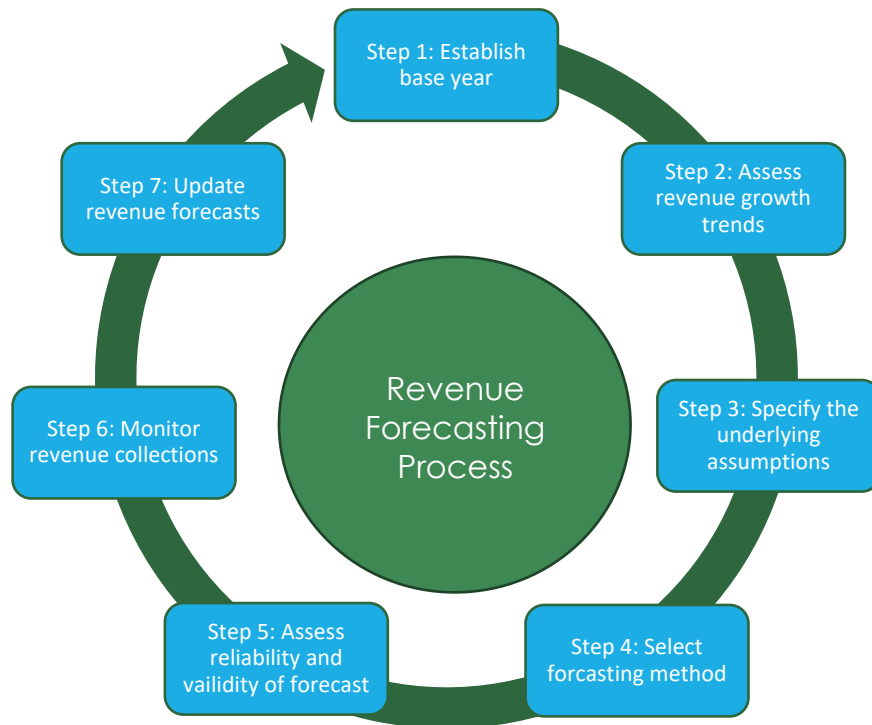 Step 1: Establish
base year
Step 2: Assess
revenue growth
trends
Step 3: Specify the
underlying
assumptions
Step 4: Select
forcasting method
Step 5: Assess
reliability and
vailidity of forecast
Step 6: Monitor
revenue collections
Step 7: Update
revenue forecasts
Revenue
Forecasting
Process